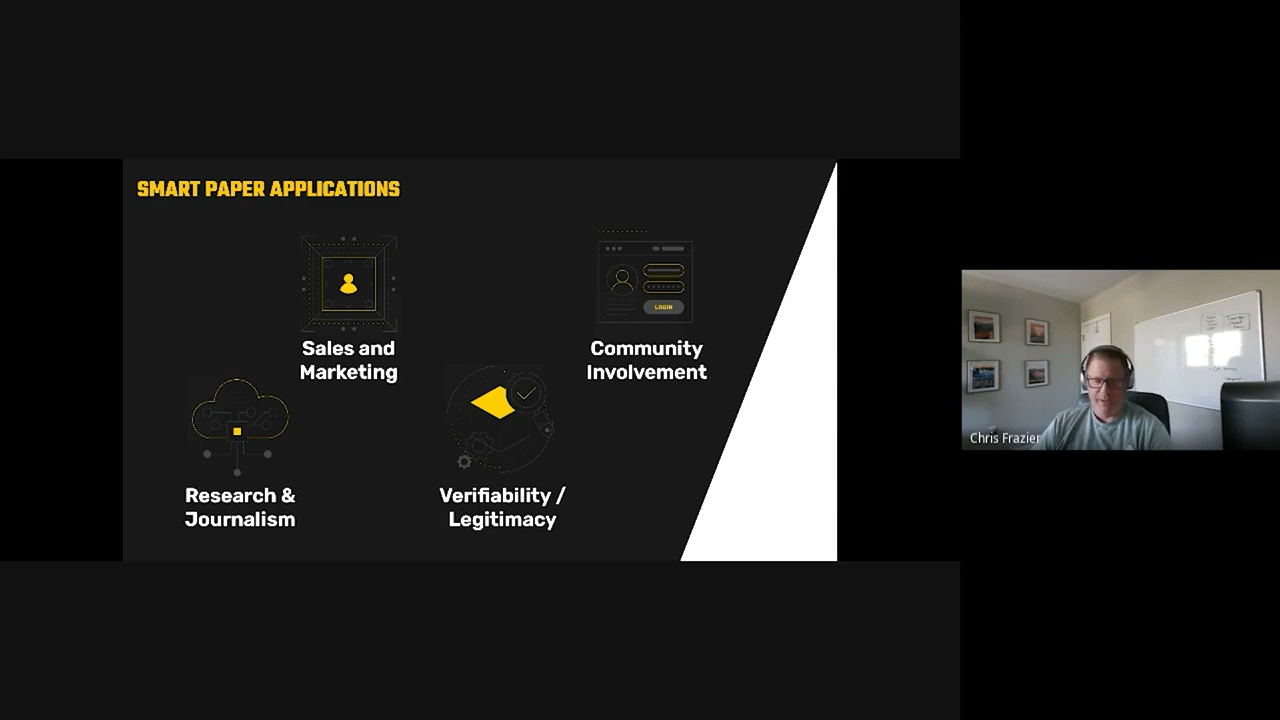 SMART PAPER APPLICATIONS
LOGIN
Sales and
Marketing
Community
Involvement
Research &
Journalism
Verifiability /
Legitimacy
Chris Frazier